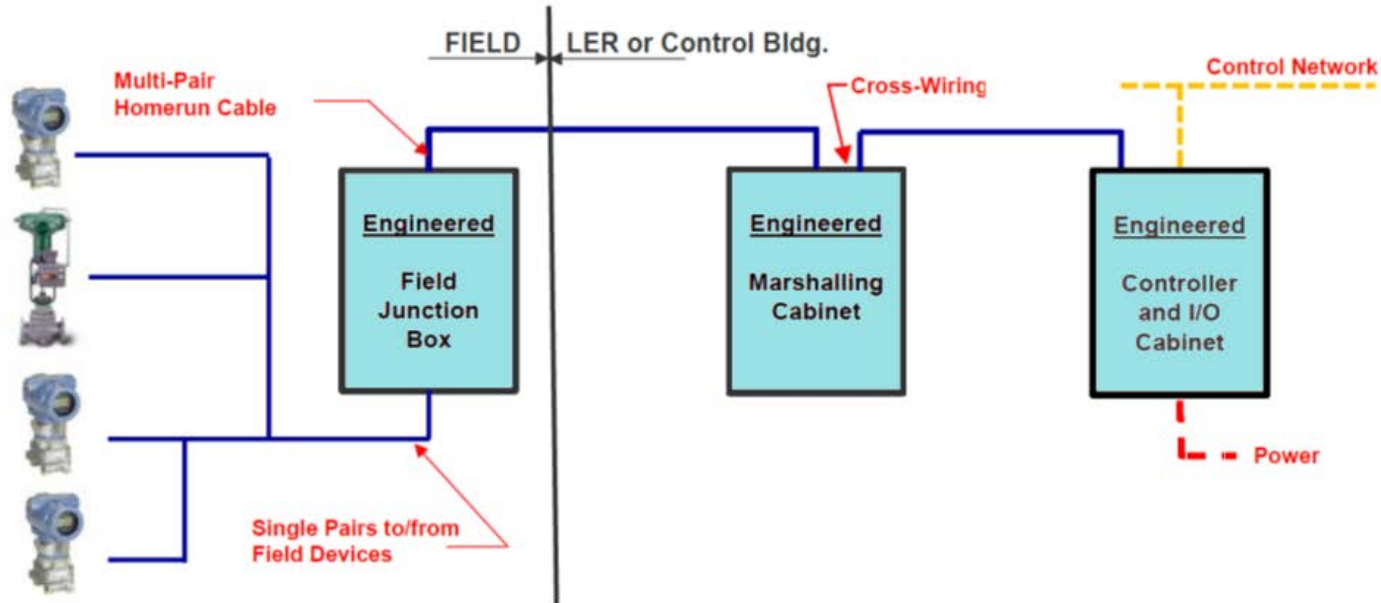 FIELD
LER or Control Bldg.
Multi-Pair
Homerun Cable
Cross-Wiring
Control Network
Engineered
Field
Junction
Box
Engineered
Marshalling
Cabinet
Engineered
Controller
and I/O
Cabinet
Power
Single Pairs to/from
Field Devices